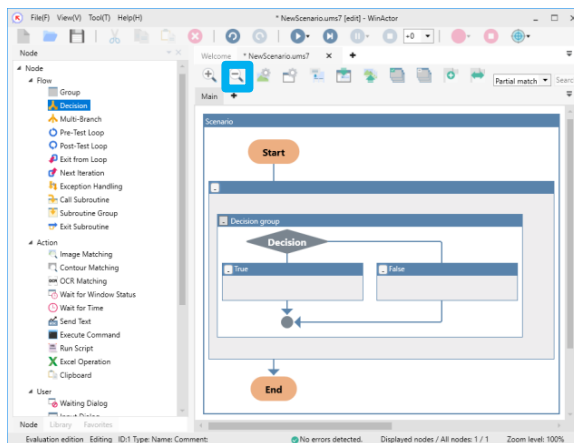 File(F) View(V) Tool(T) Help(H) * NewScenario.ums7 [edit] - WinActor
+0
Node
Welcome * NewScenario.ums7
Partial match
Main
Node
Flow
Group
Decision
Multi-Branch
Pre-Test Loop
Post-Test Loop
Exit from Loop
Next Iteration
Exception Handling
Call Subroutine
Subroutine Group
Exit Subroutine
Action
Image Matching
Contour Matching
OCR Matching
Wait for Window Status
Wait for Time
Send Text
Execute Command
Run Script
Excel Operation
Clipboard
User
Waiting Dialog
Scenario
Start
Decision group
Decision
True
False
End
Node Library Favorites
Evaluation edition Editing ID:1 Type: Name: Comment: No errors detected. Displayed nodes / All nodes: 1 / 1 Zoom level: 100%